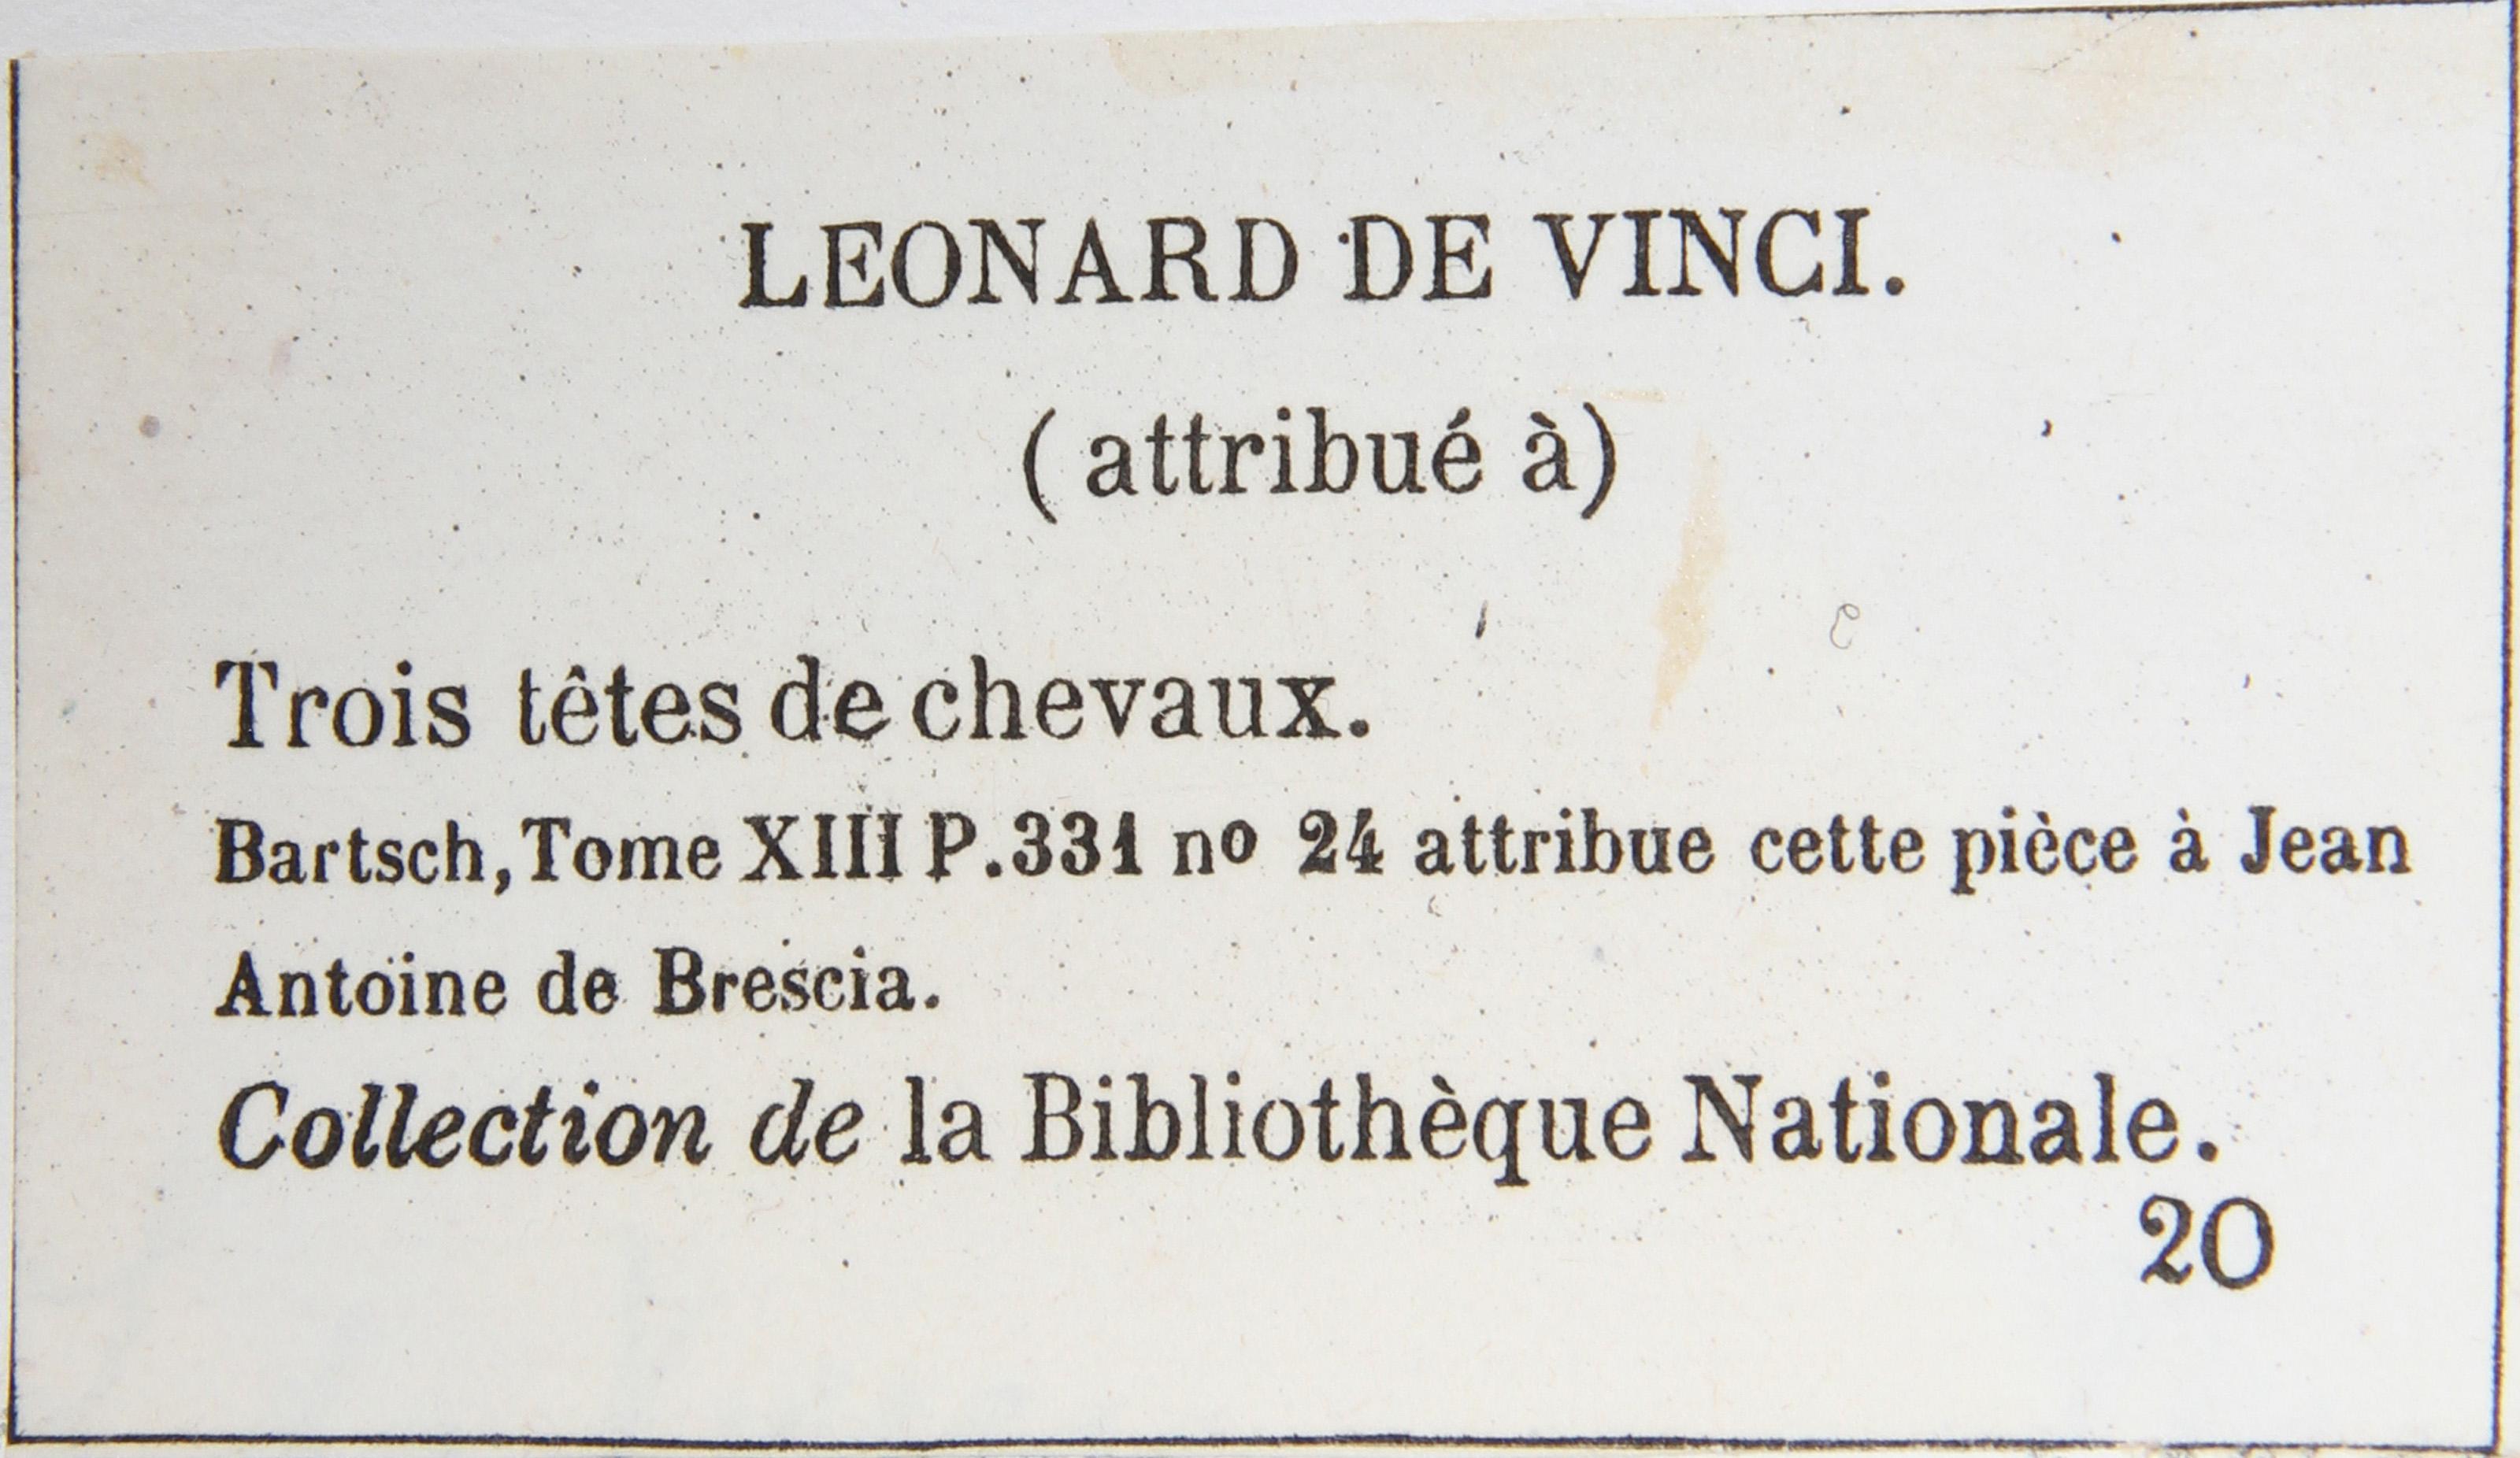 LEONARD DE VINCI.
( attribué à)
Trois têtes de chevaux.
Bartsch, Tome XIII P. 331 no 24 attribue cette pièce à Jean
Antoine de Brescia.
Collection de la Bibliothèque Nationale.
20